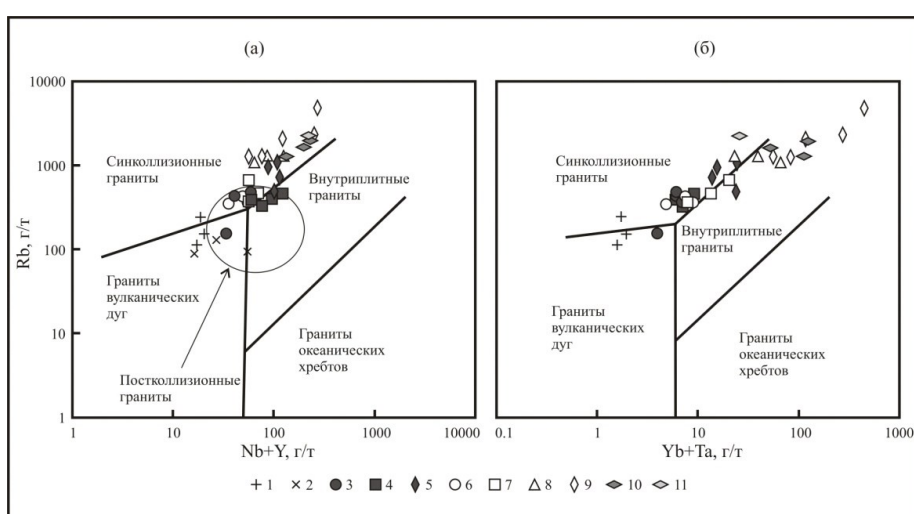 (а)
10000
1000
100
10
1
Rb, г/т
Синколлизионные
граниты
Внутриплитные
граниты
Граниты
вулканических
дуг
Граниты
океанических
хребтов
Постколлизионные
граниты
1
10
100
1000
10000
Nb+Y, г/т
(б)
Синколлизионные
граниты
Внутриплитные
граниты
Граниты
вулканических
дуг
Граниты
океанических
хребтов
0.1
1
10
100
1000
Yb+Ta, г/т
1 2 3 4 5 6 7 8 9 10 11